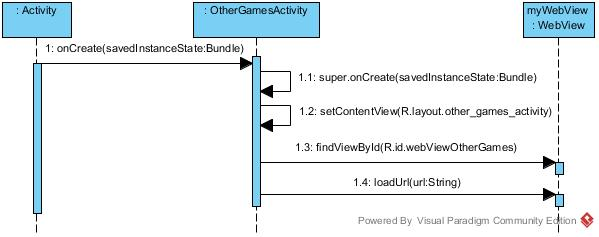 : Activity
: OtherGamesActivity
myWebView
: WebView
1: onCreate(savedInstanceState:Bundle)
1.1: super.onCreate(savedInstanceState:Bundle)
1.2: setContentView(R.layout.other_games_activity)
1.3: findViewById(R.id.webViewOtherGames)
1.4: loadUrl(url:String)
Powered By Visual Paradigm Community Edition